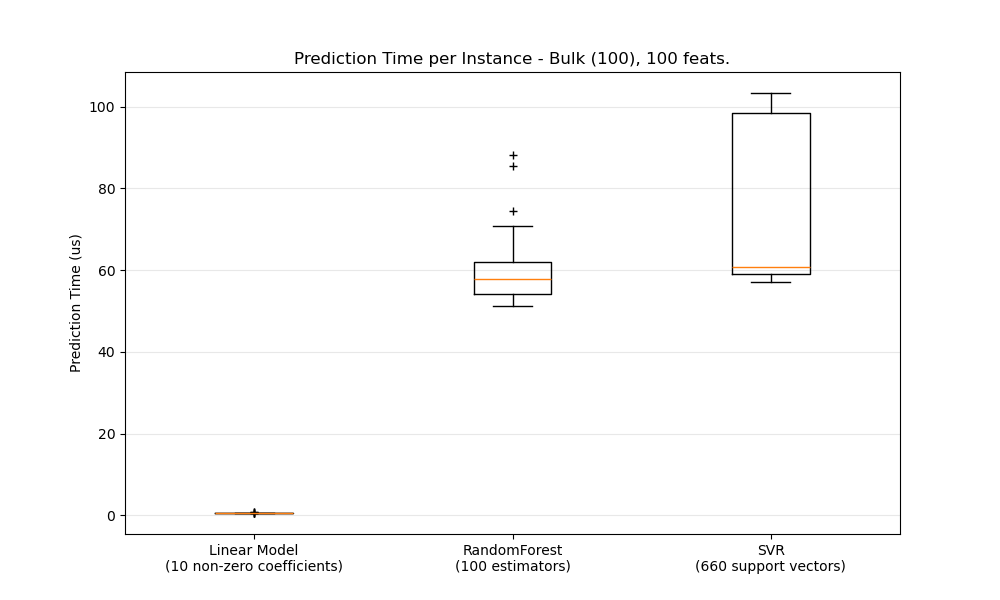 Prediction Time per Instance - Bulk (100), 100 feats.
Prediction Time (us)
100
80
60
40
20
0
Linear Model
(10 non-zero coefficients)
RandomForest
(100 estimators)
SVR
(660 support vectors)